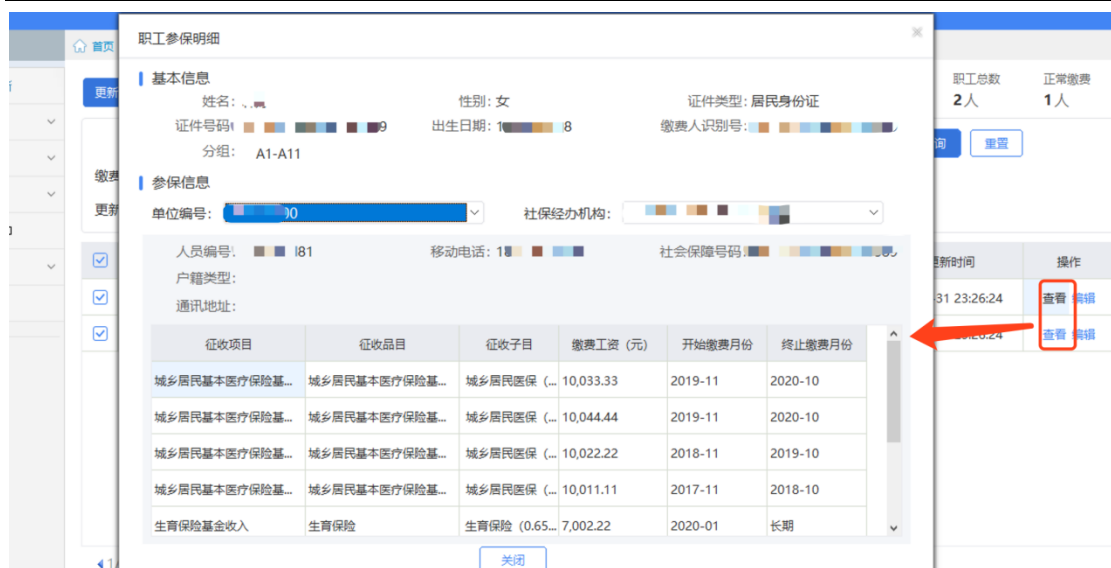 职工参保明细
首页
基本信息
职工总数 正常缴费
更新
姓名: 性别: 女 证件类型: 居民身份证
2人 1人
证件号码 9 出生日期: 1 8 缴费人识别号:
询 重置
分组: A1-A11
缴费
参保信息
更新
单位编号: 00 社保经办机构:
人员编号: 81 移动电话: 1 社会保障号码:
更新时间 操作
户籍类型:
-31 23:26:24 查看 编辑
通讯地址:
查看 编辑
征收项目 征收品目 征收子目 缴费工资（元） 开始缴费月份 终止缴费月份
城乡居民基本医疗保险基... 城乡居民基本医疗保险基... 城乡居民医保（... 10,033.33 2019-11 2020-10
城乡居民基本医疗保险基... 城乡居民基本医疗保险基... 城乡居民医保（... 10,044.44 2019-11 2020-10
城乡居民基本医疗保险基... 城乡居民基本医疗保险基... 城乡居民医保（... 10,022.22 2018-11 2019-10
城乡居民基本医疗保险基... 城乡居民基本医疗保险基... 城乡居民医保（... 10,011.11 2017-11 2018-10
生育保险基金收入 生育保险 生育保险（0.65... 7,002.22 2020-01 长期
关闭